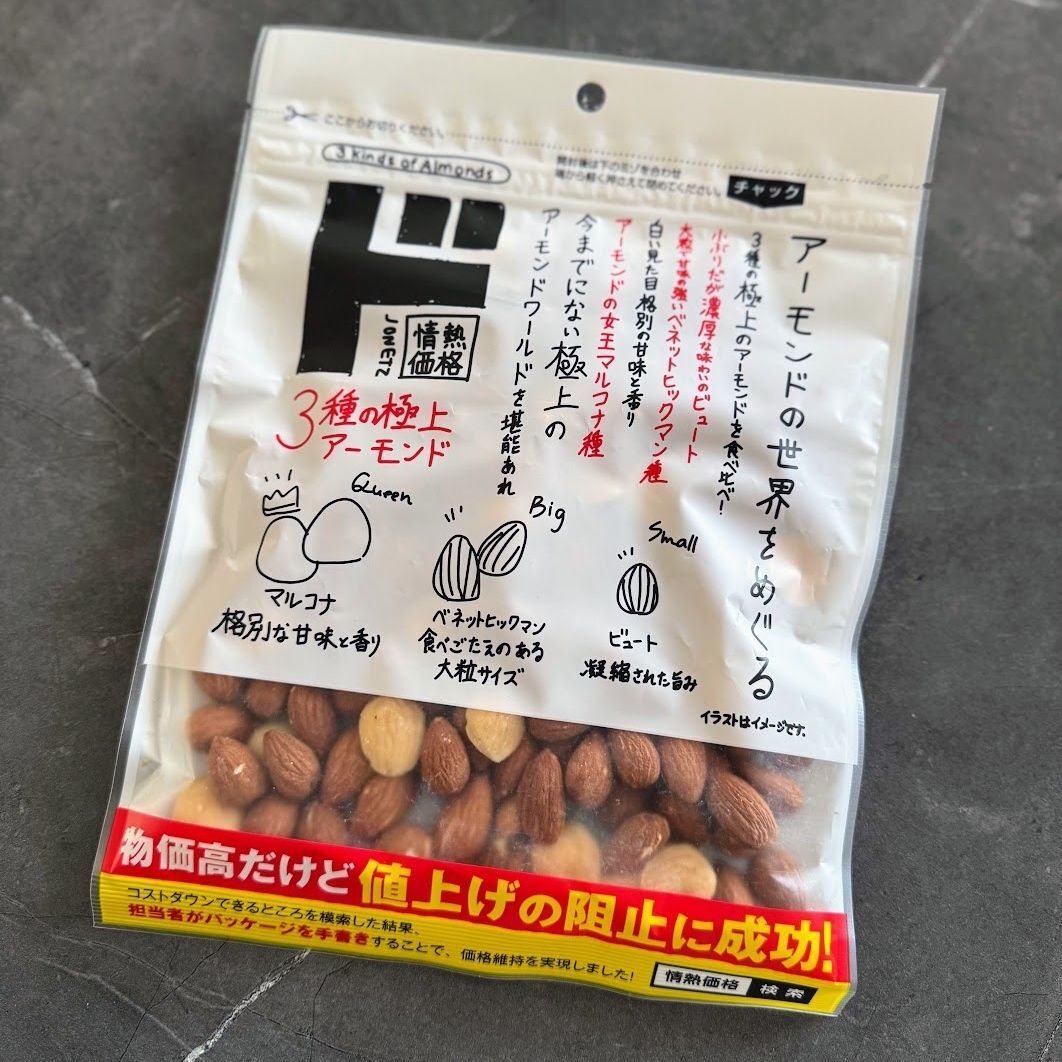 ここからお切りください。
3 kinds of Almonds
開封後は下のミゾを合わせ
端から軽く押さえて閉めてください。
チャック
ド
JONETZ
情熱
価格
3種の極上
アーモンド
アーモンドの世界をめぐる
3種の極上のアーモンドを食べ比べ!
小ぶりだが濃厚な味わいのビュート
大粒で甘味の強いベネットヒックマン種
白い見た目格別の甘味と香り
アーモンドの女王マルコナ種
今までにない極上の
アーモンドワールドを堪能あれ
Queen
マルコナ
格別な甘味と香り
Big
ベネットヒックマン
食べごたえのある
大粒サイズ
Small
ビュート
凝縮された旨み
イラストはイメージです。
物価高だけど値上げの阻止に成功!
コストダウンできるところを模索した結果、
担当者がパッケージを手書きすることで、価格維持を実現しました!
情熱価格 検索